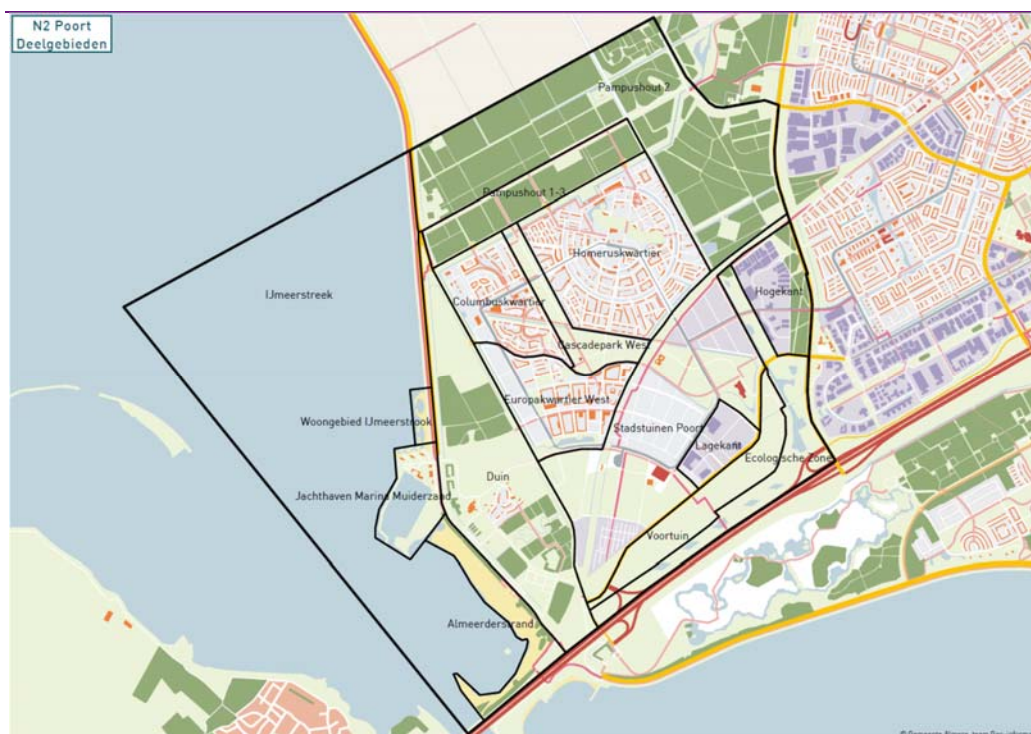 N2 Poort
Deelgebieden
Pampushout 2
Pampushout 1-3
Homeruskwartier
IJmeerstreek
Hogekant
Columbuskwartier
Cascadepark West
Europakwartier West
Woongebied IJmeerstrook
Stadstuinen Poort
Lagekant
Ecologische Zone
Duin
Jachthaven Marina Muiderzand
Voortuin
Almeerderstrand